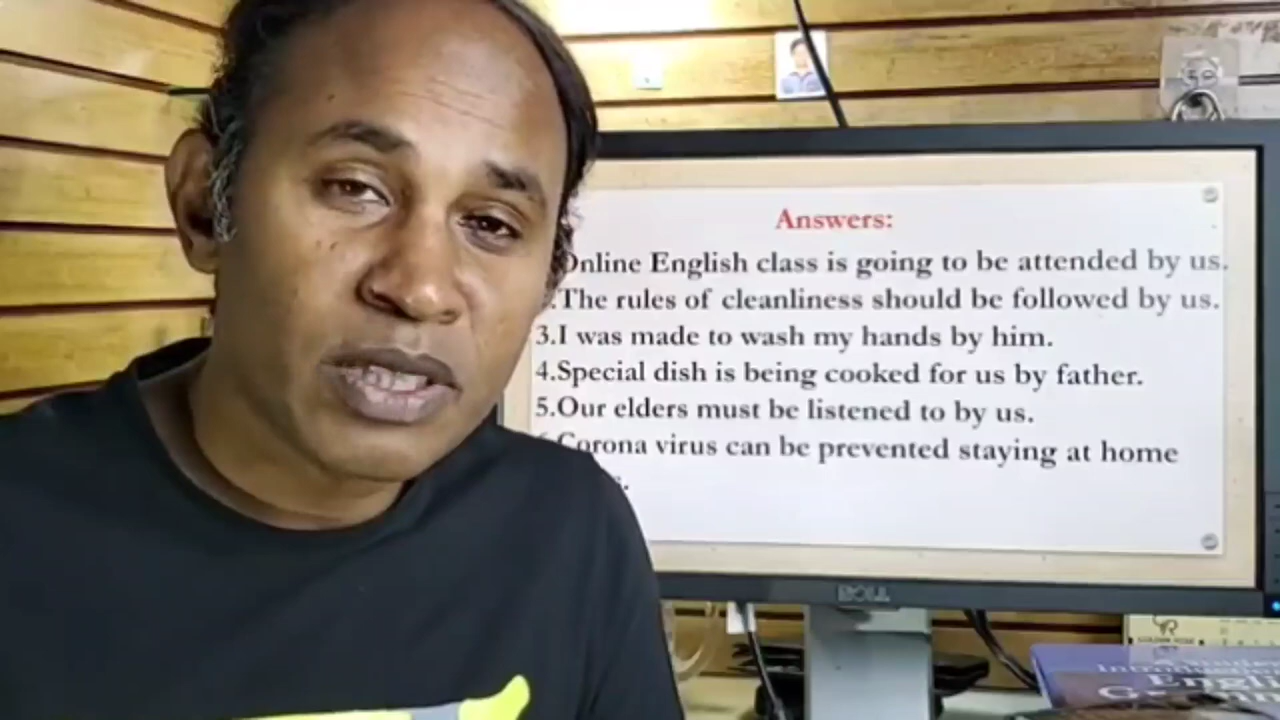 Answers:
Online English class is going to be attended by us.
.The rules of cleanliness should be followed by us.
3.I was made to wash my hands by him.
4.Special dish is being cooked for us by father.
5.Our elders must be listened to by us.
Corona virus can be prevented staying at home
DELL
English